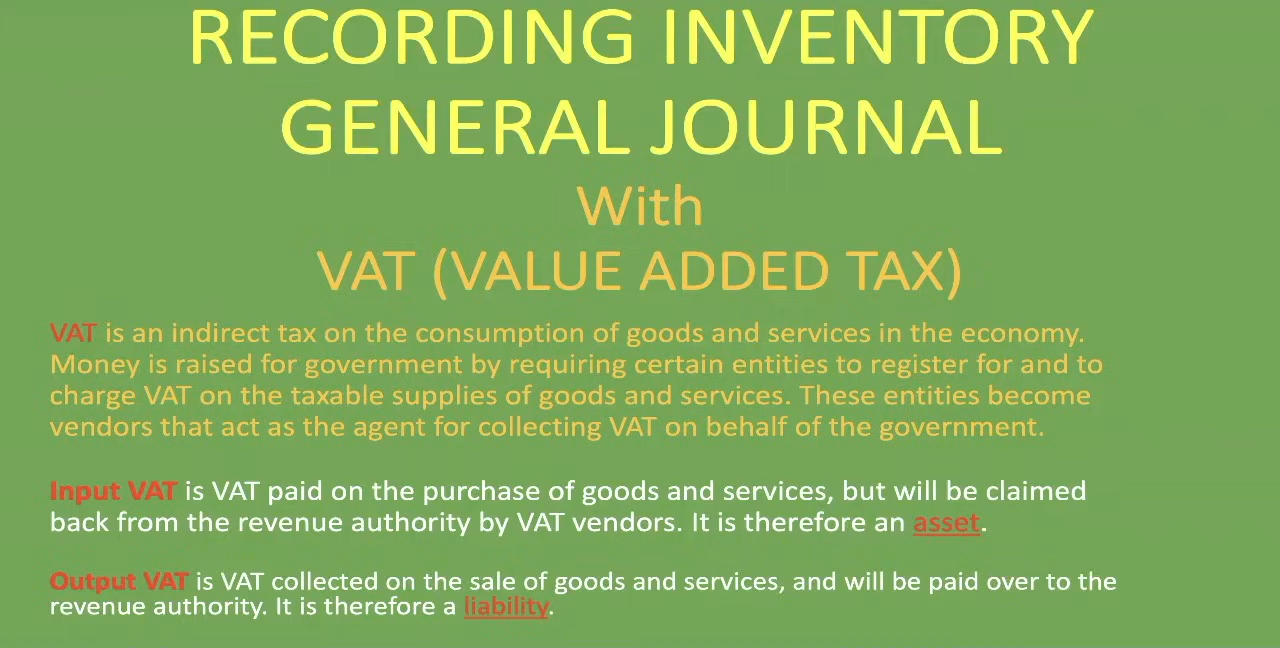 RECORDING INVENTORY
GENERAL JOURNAL
With
VAT (VALUE ADDED TAX)
VAT is an indirect tax on the consumption of goods and services in the economy.
Money is raised for government by requiring certain entities to register for and to
charge VAT on the taxable supplies of goods and services. These entities become
vendors that act as the agent for collecting VAT on behalf of the government.
Input VAT is VAT paid on the purchase of goods and services, but will be claimed
back from the revenue authority by VAT vendors. It is therefore an asset.
Output VAT is VAT collected on the sale of goods and services, and will be paid over to the
revenue authority. It is therefore a liability.